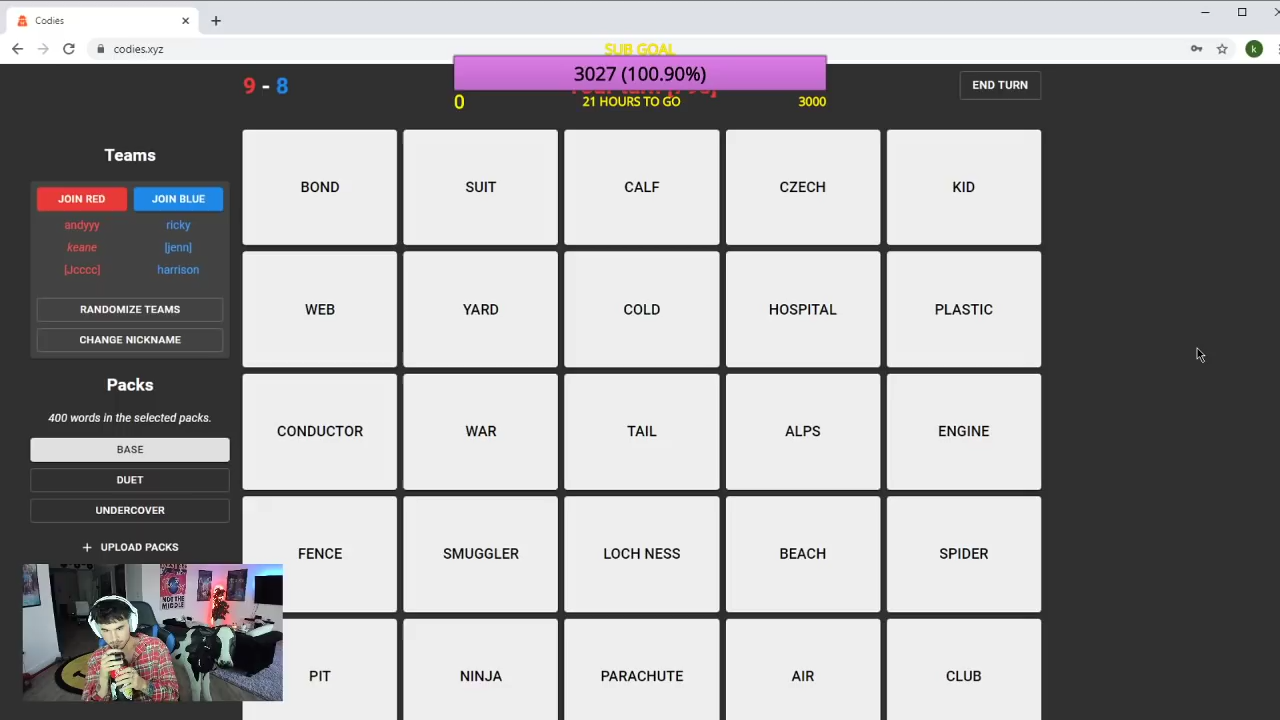 Codies
codies.xyz
k
SUB GOAL
3027 (100.90%)
0
21 HOURS TO GO
3000
9 - 8
END TURN
Teams
JOIN RED
JOIN BLUE
andyyy
ricky
keane
[jenn]
[Jcccc]
harrison
RANDOMIZE TEAMS
CHANGE NICKNAME
Packs
400 words in the selected packs.
BASE
DUET
UNDERCOVER
+ UPLOAD PACKS
BOND
SUIT
CALF
CZECH
KID
WEB
YARD
COLD
HOSPITAL
PLASTIC
CONDUCTOR
WAR
TAIL
ALPS
ENGINE
FENCE
SMUGGLER
LOCH NESS
BEACH
SPIDER
PIT
NINJA
PARACHUTE
AIR
CLUB